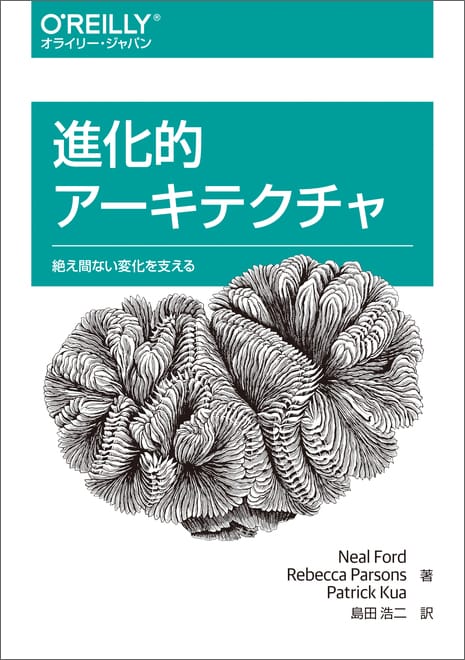 O'REILLY®
オライリー・ジャパン
進化的
アーキテクチャ
絶え間ない変化を支える
Neal Ford
Rebecca Parsons 著
Patrick Kua
島田 浩二 訳